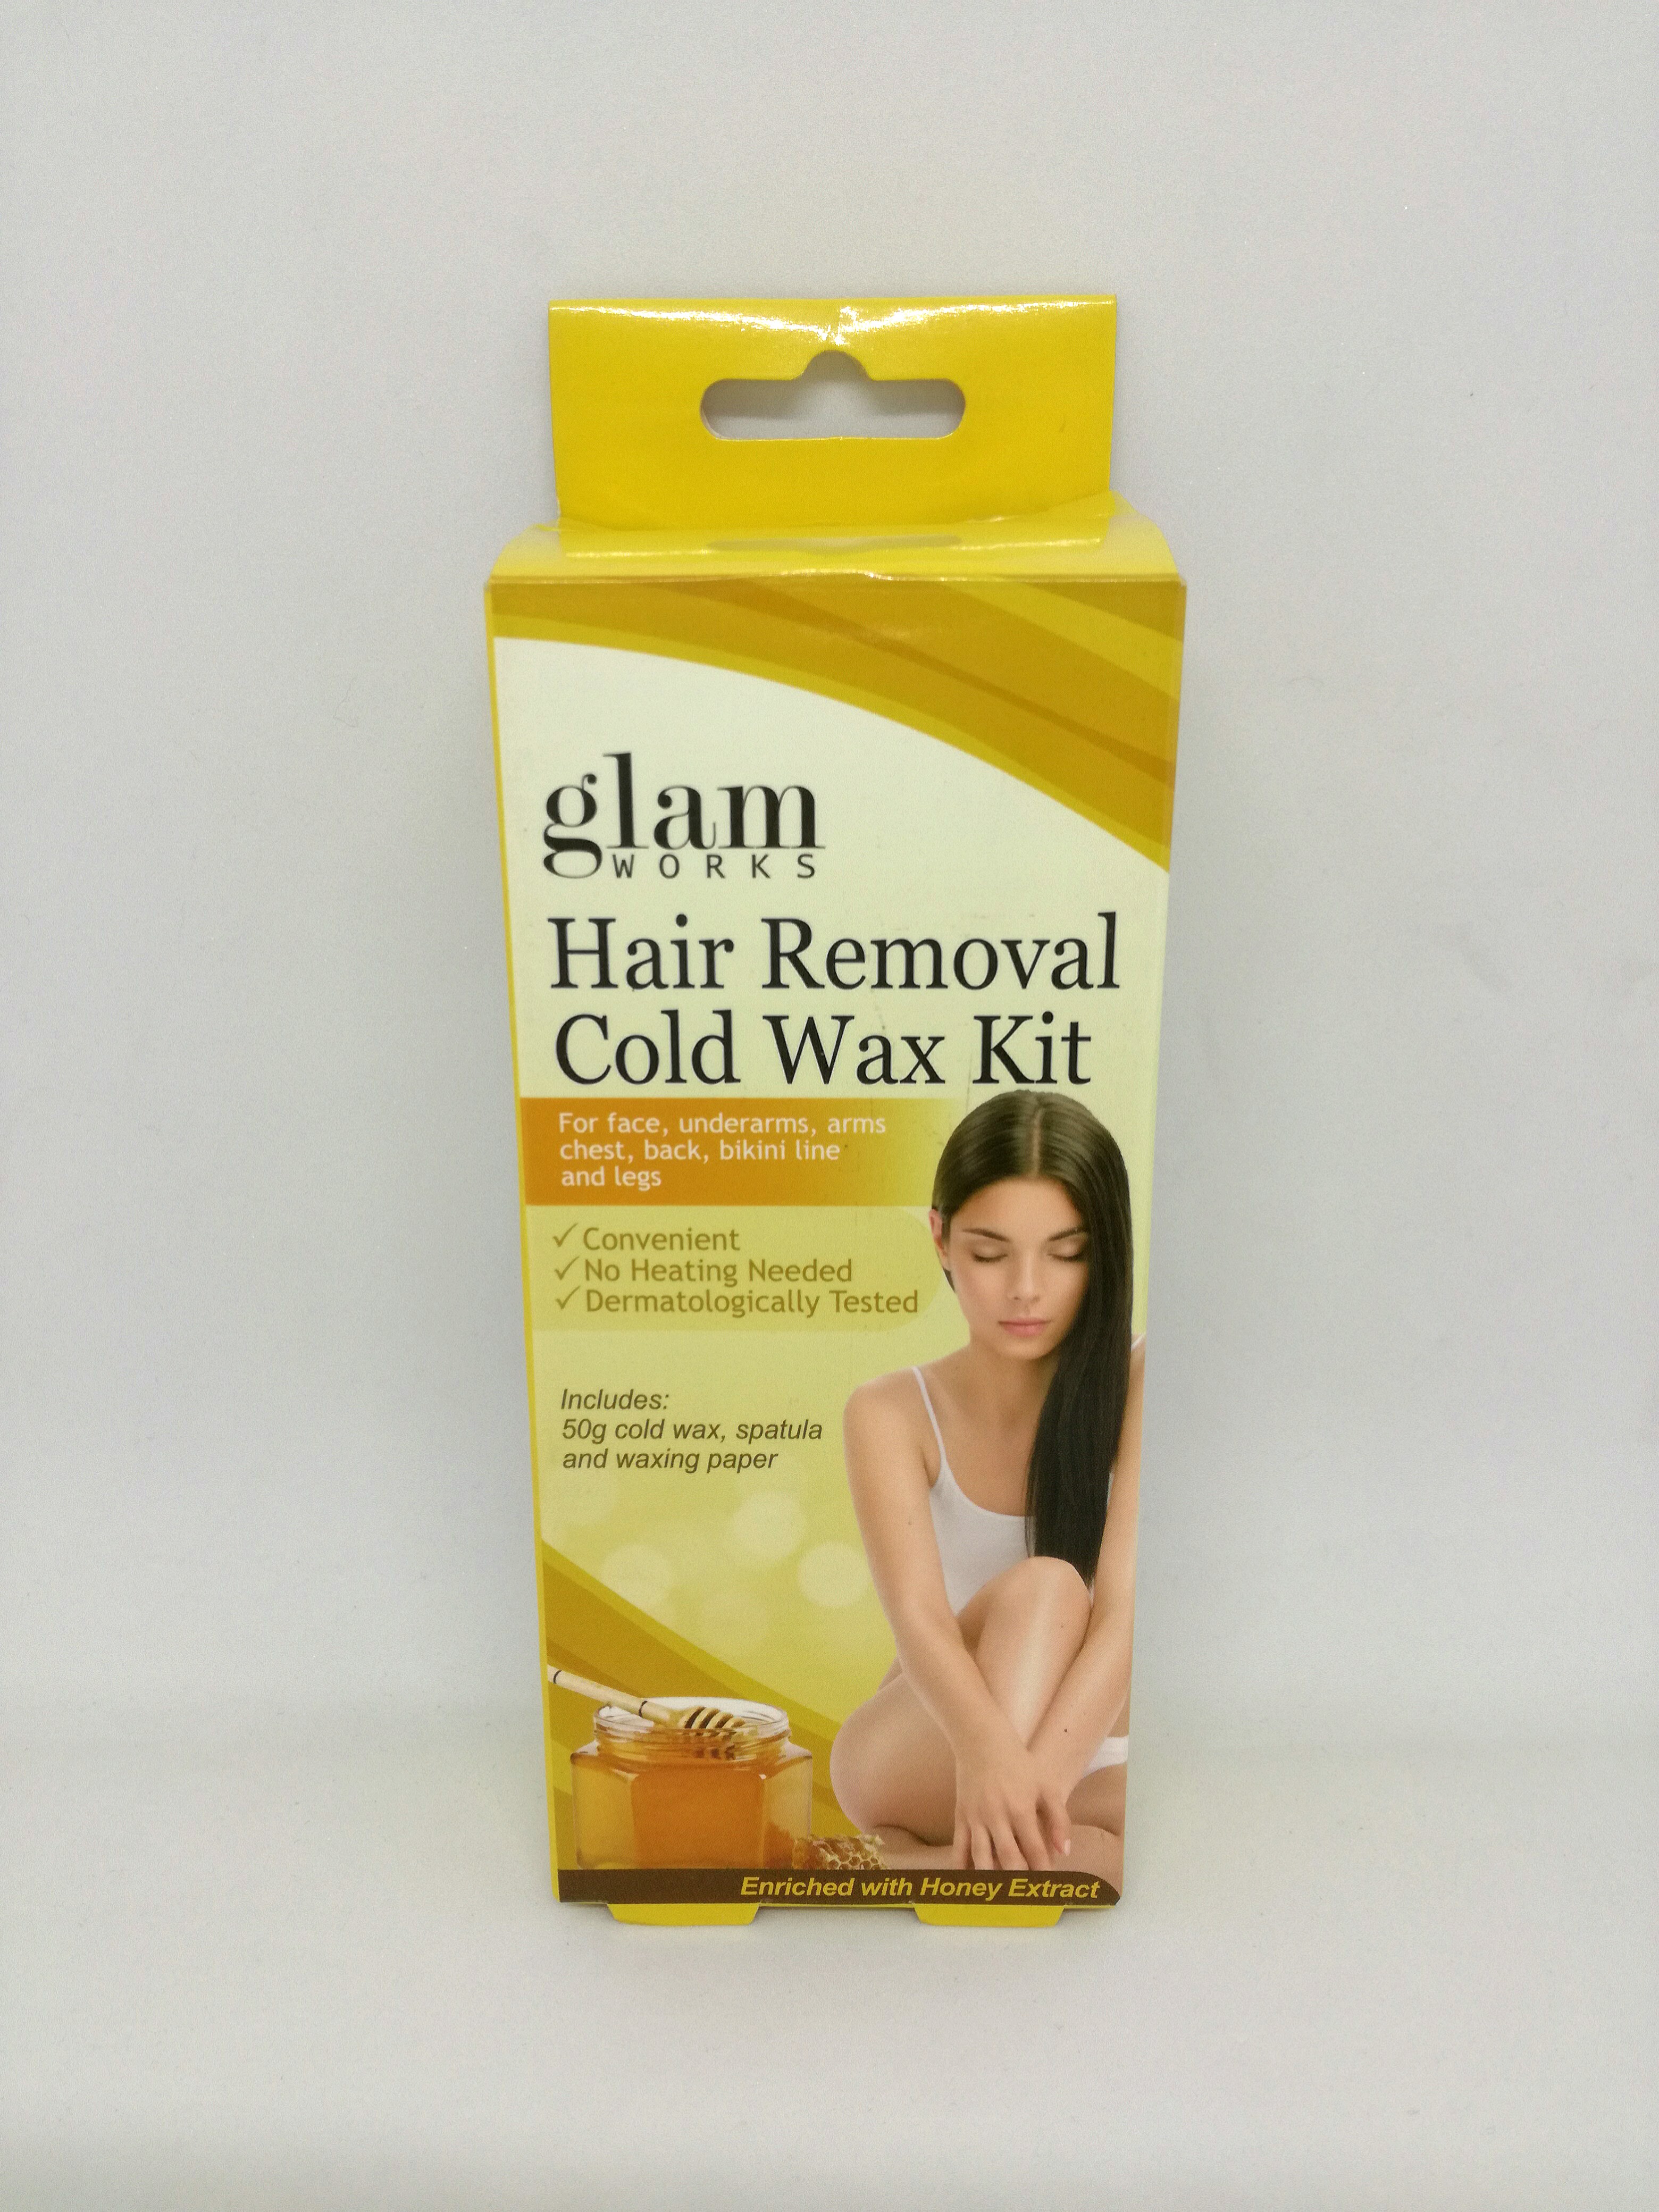 glam
WORKS
Hair Removal
Cold Wax Kit
For face, underarms, arms
chest, back, bikini line
and legs
✓ Convenient
✓ No Heating Needed
✓ Dermatologically Tested
Includes:
50g cold wax, spatula
and waxing paper
Enriched with Honey Extract